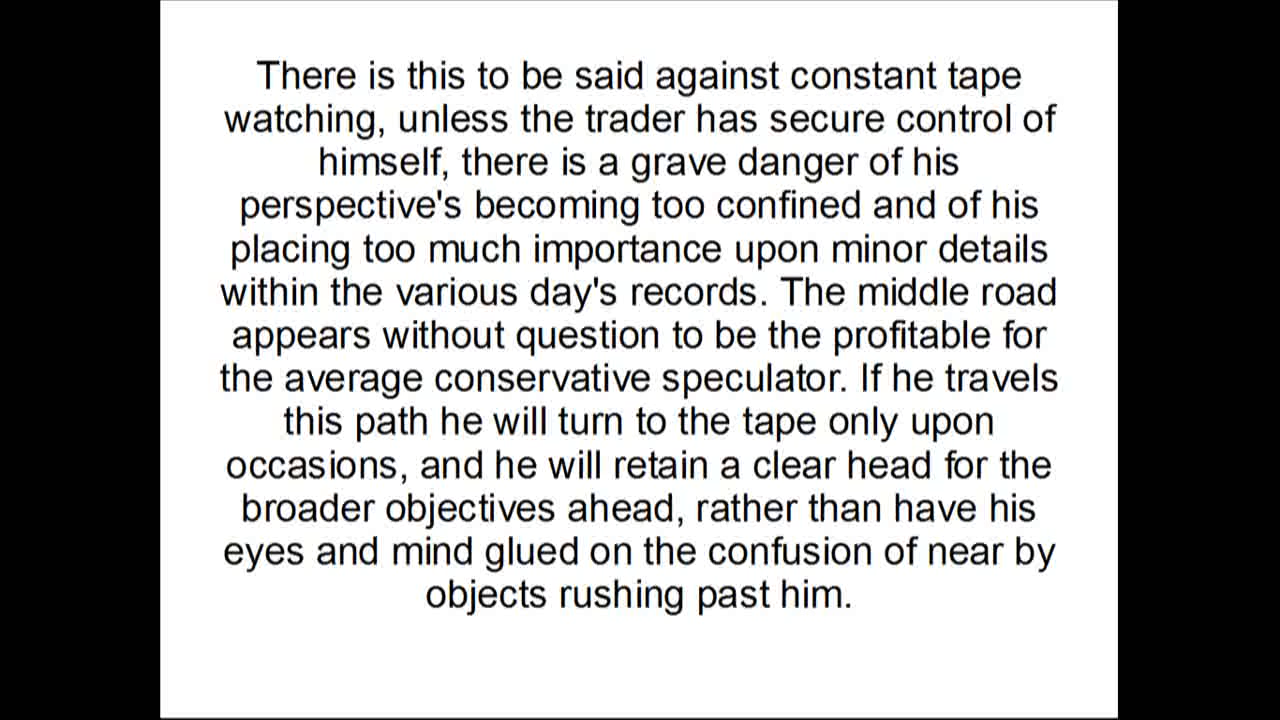 There is this to be said against constant tape
watching, unless the trader has secure control of
himself, there is a grave danger of his
perspective's becoming too confined and of his
placing too much importance upon minor details
within the various day's records. The middle road
appears without question to be the profitable for
the average conservative speculator. If he travels
this path he will turn to the tape only upon
occasions, and he will retain a clear head for the
broader objectives ahead, rather than have his
eyes and mind glued on the confusion of near by
objects rushing past him.